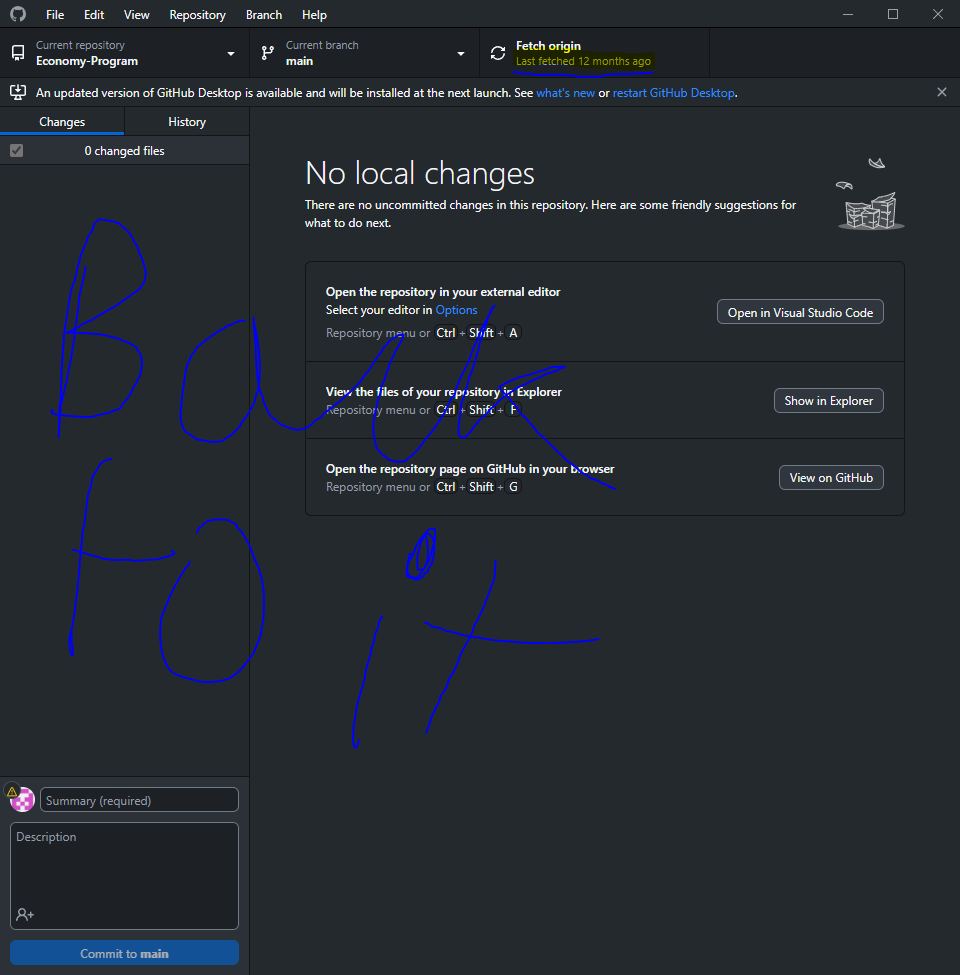 File Edit View Repository Branch Help
Current repository
Economy-Program
Current branch
main
Fetch origin
Last fetched 12 months ago
An updated version of GitHub Desktop is available and will be installed at the next launch. See what's new or restart GitHub Desktop.
Changes History
0 changed files
No local changes
There are no uncommitted changes in this repository. Here are some friendly suggestions for
what to do next.
Open the repository in your external editor
Select your editor in Options
Repository menu or Ctrl + Shift + A
Open in Visual Studio Code
View the files of your repository in Explorer
Repository menu or Ctrl + Shift + F
Show in Explorer
Open the repository page on GitHub in your browser
Repository menu or Ctrl + Shift + G
View on GitHub
Back
To it
Summary (required)
Description
Commit to main